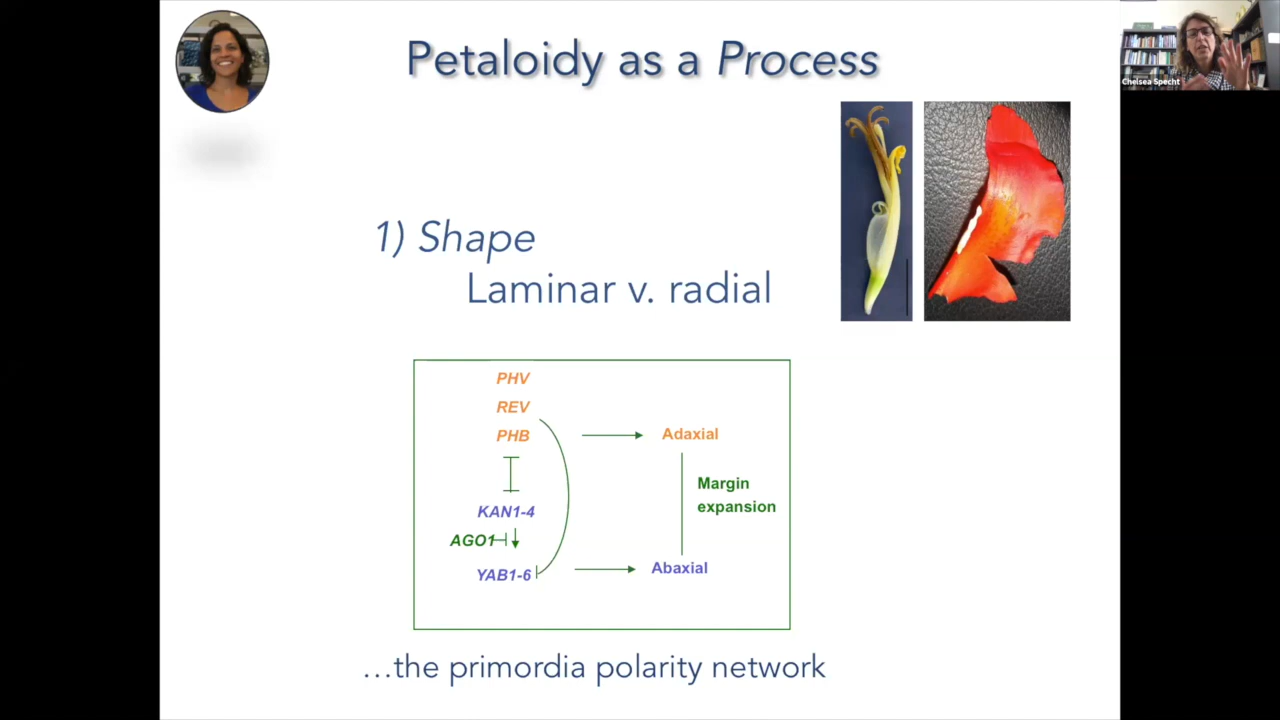 Petaloidy as a Process
Chelsea Specht
1) Shape
Laminar v. radial
PHV
REV
PHB
Adaxial
Margin
expansion
KAN1-4
AGO1
YAB1-6
Abaxial
…the primordia polarity network